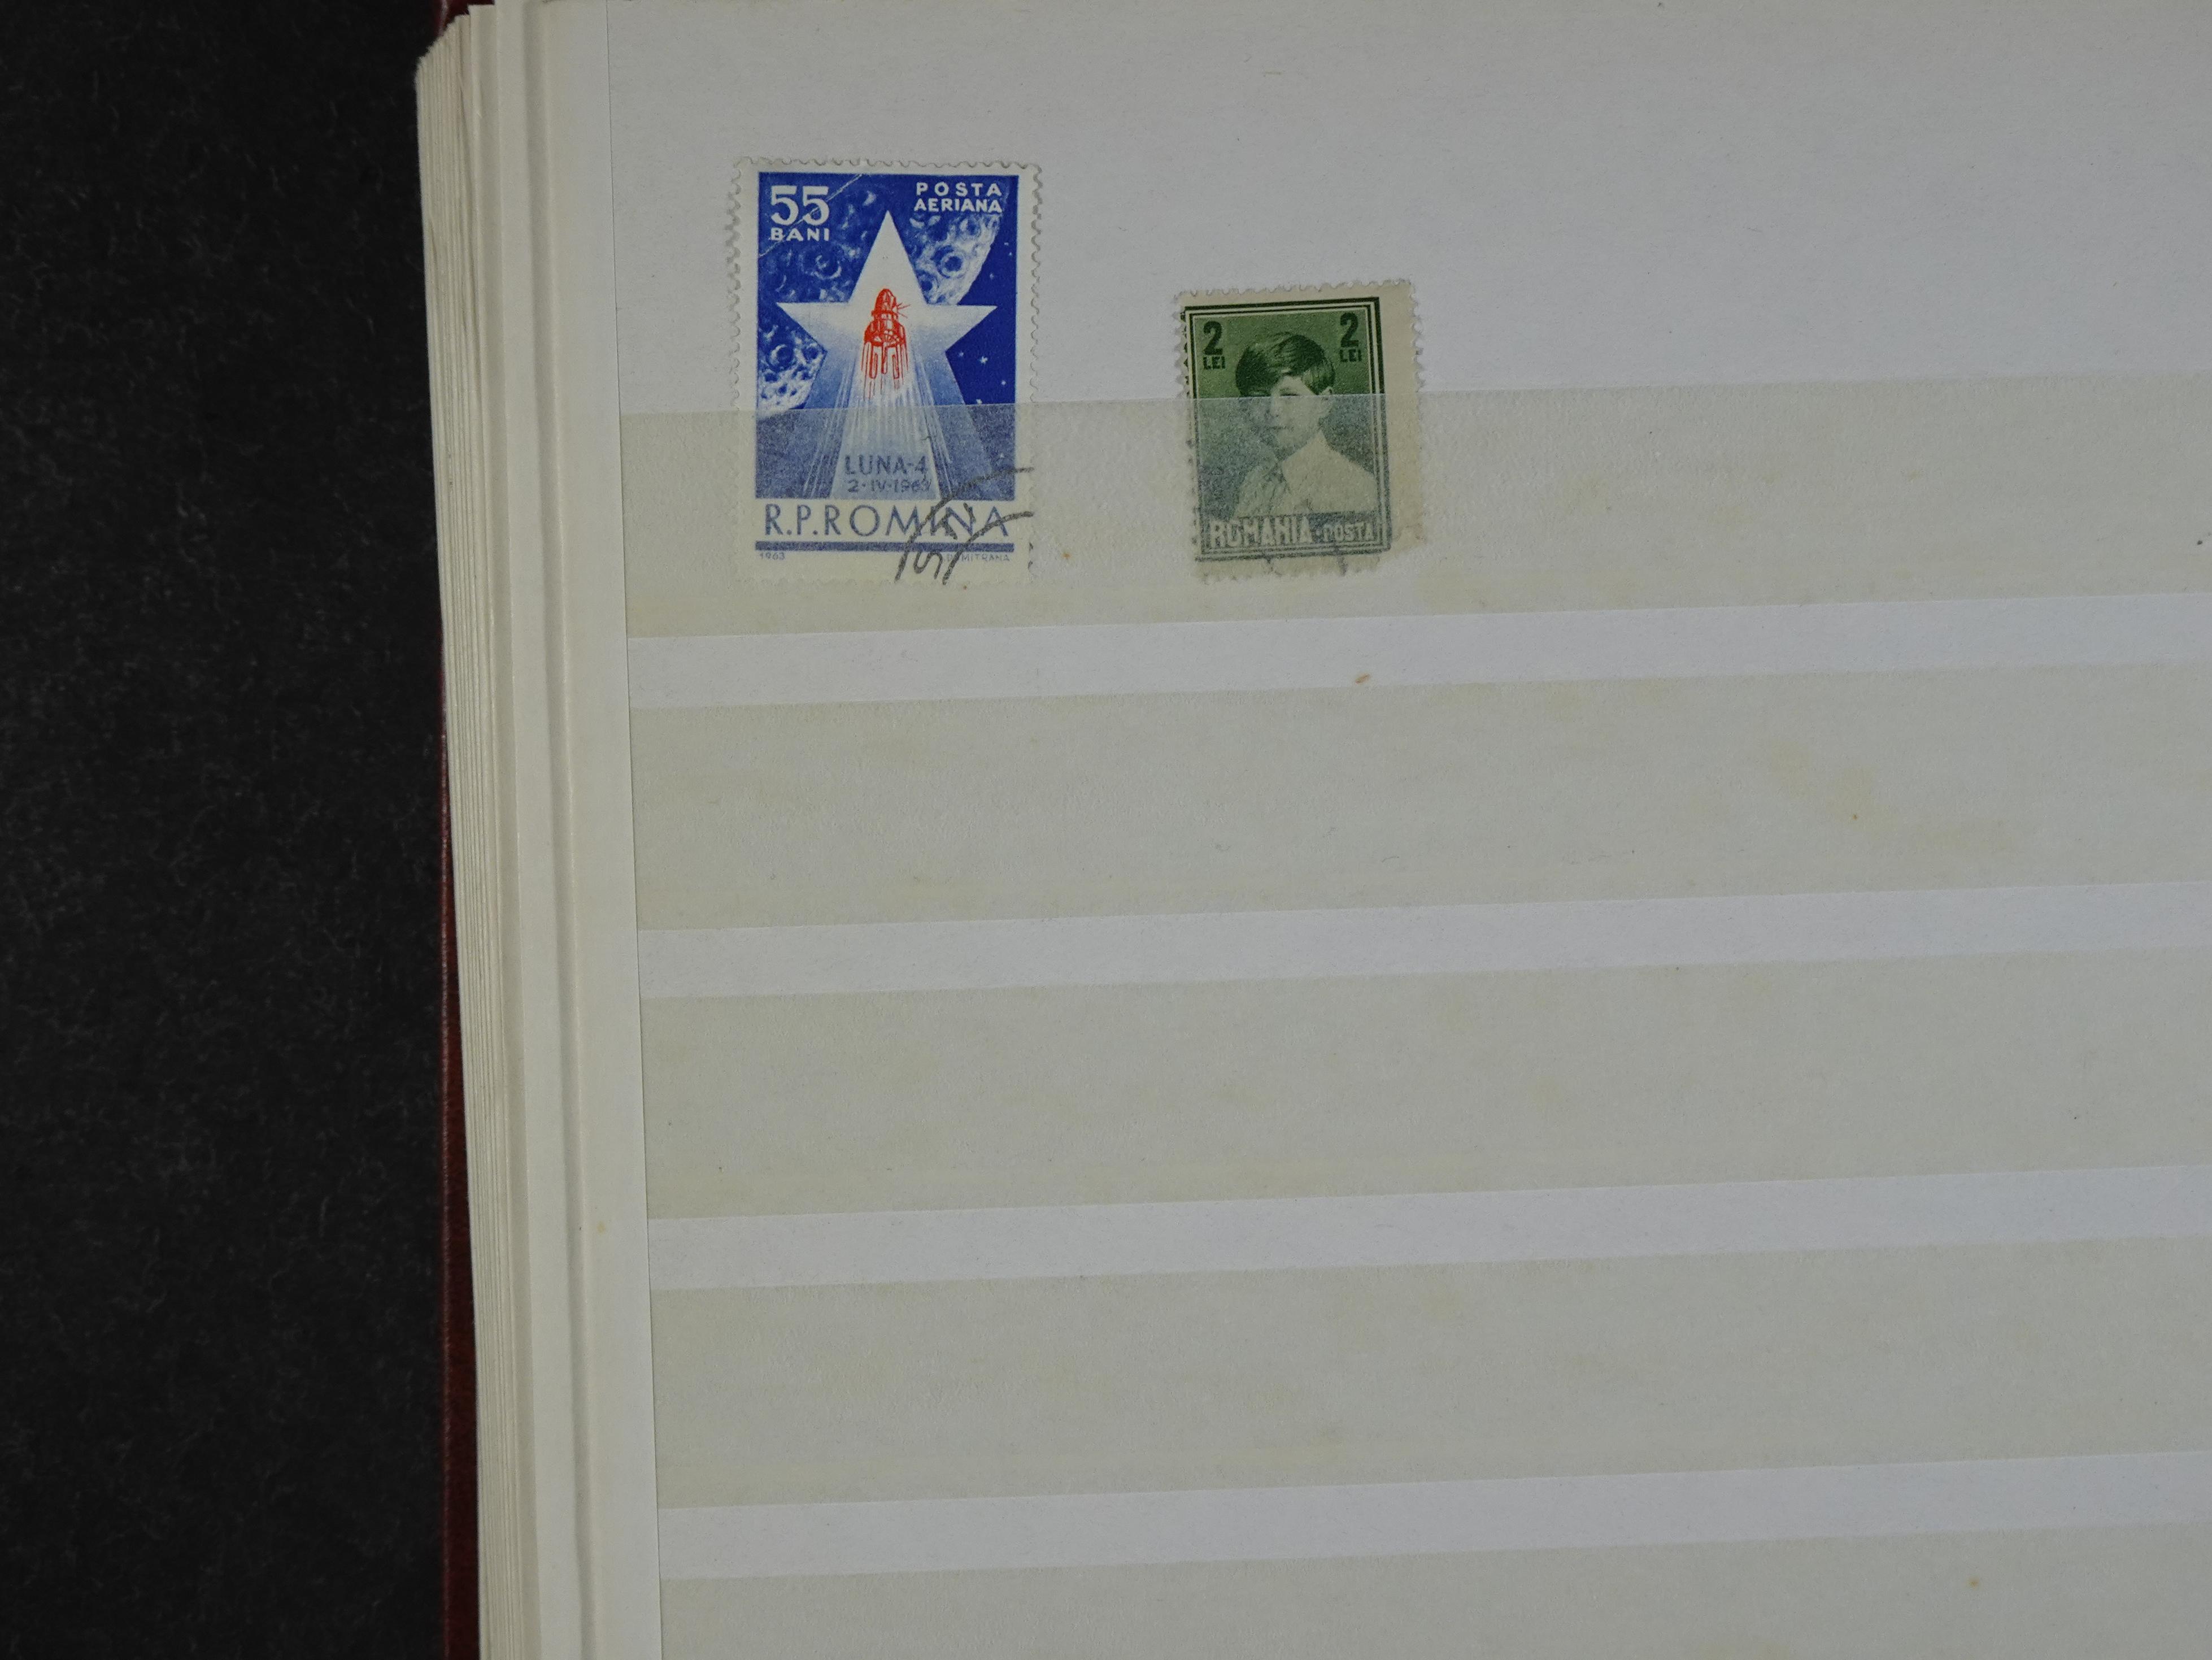 55
BANI
POSTA
AERIANA
LUNA-4
2·IV·1963
R.P.ROMINA
1963
2
LEI
2
LEI
ROMANIA·POSTA